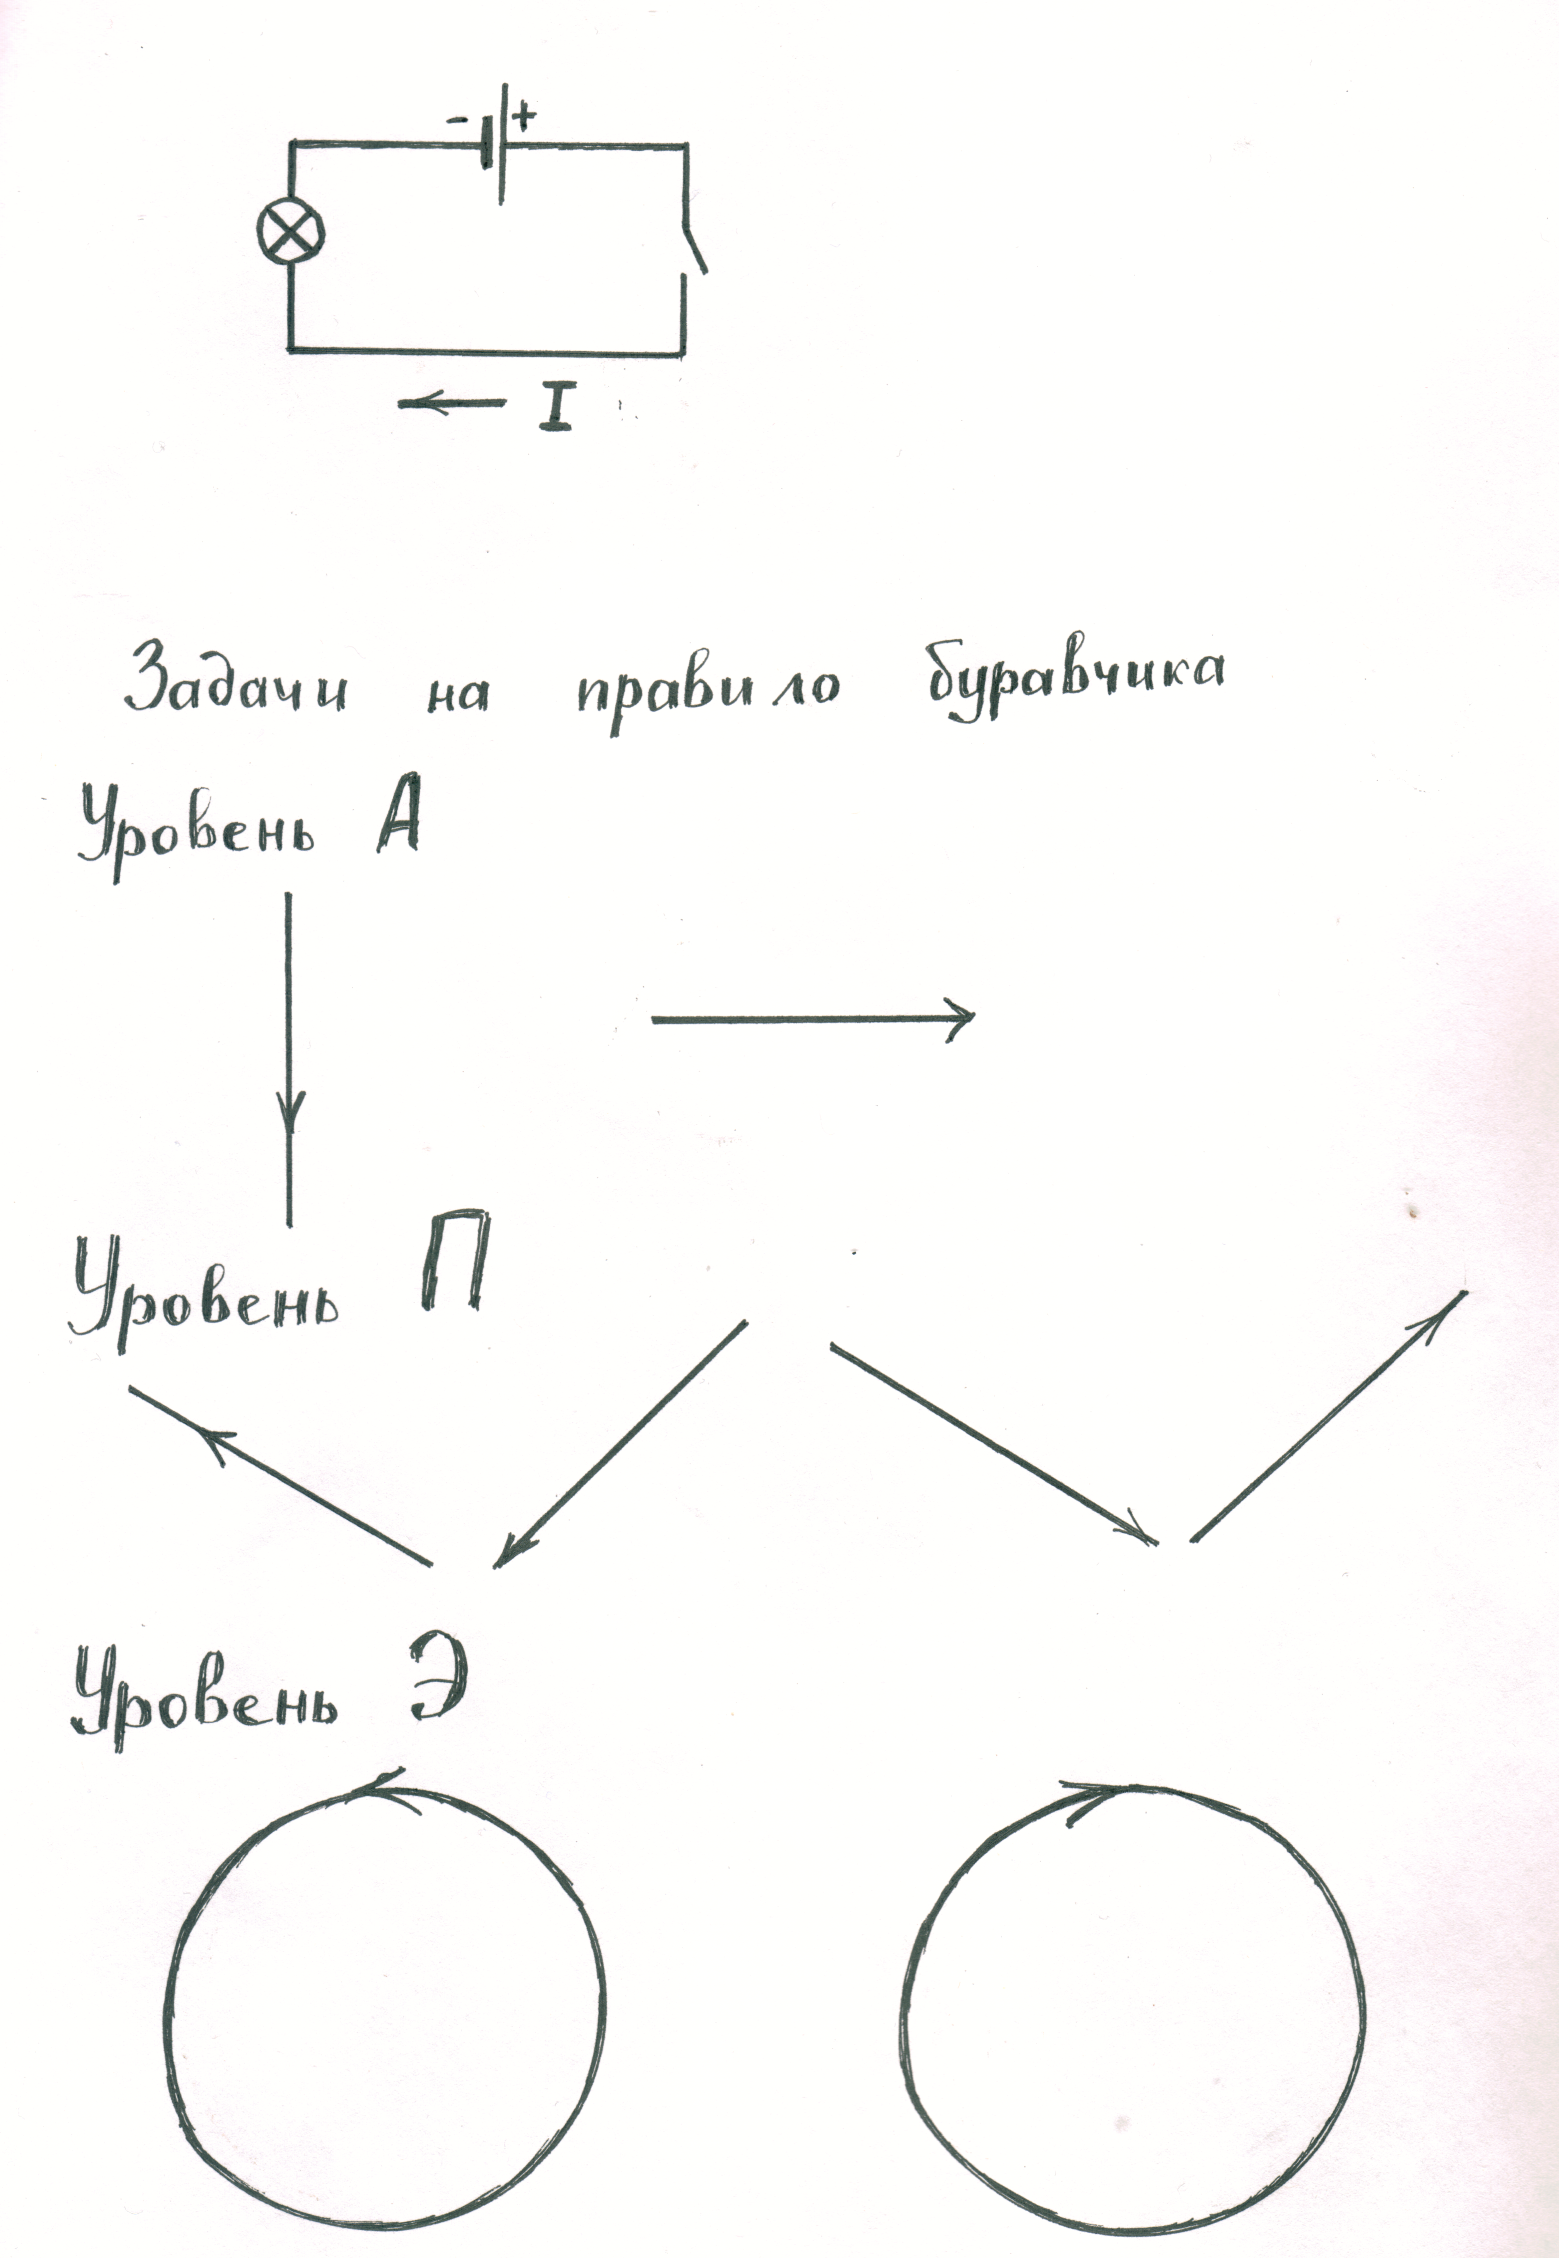 - +
I
Задачи на правило буравчика
Уровень А
Уровень П
Уровень Э